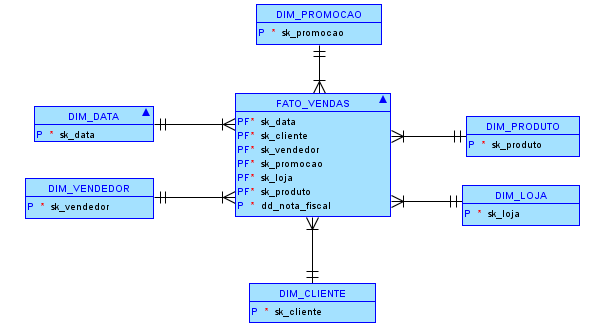 DIM_PROMOCAO
P * sk_promocao
DIM_DATA
P * sk_data
FATO_VENDAS
PF* sk_data
PF* sk_cliente
PF* sk_vendedor
PF* sk_promocao
PF* sk_loja
PF* sk_produto
P * dd_nota_fiscal
DIM_PRODUTO
P * sk_produto
DIM_VENDEDOR
P * sk_vendedor
DIM_LOJA
P * sk_loja
DIM_CLIENTE
P * sk_cliente